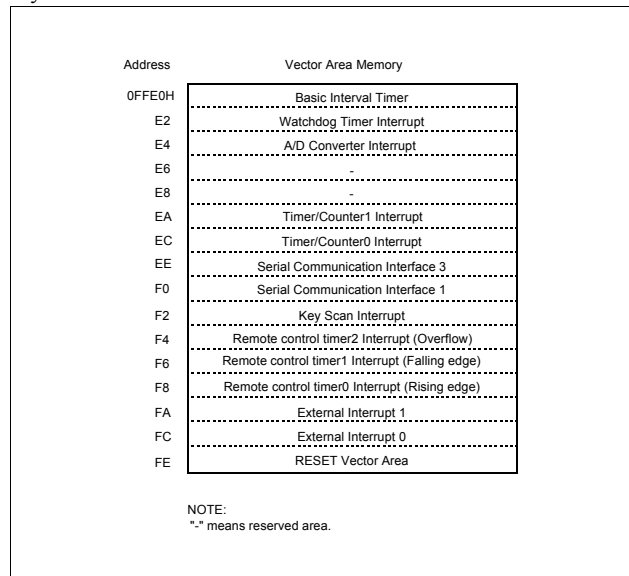 Address Vector Area Memory
0FFE0H Basic Interval Timer
E2 Watchdog Timer Interrupt
E4 A/D Converter Interrupt
E6 -
E8 -
EA Timer/Counter1 Interrupt
EC Timer/Counter0 Interrupt
EE Serial Communication Interface 3
F0 Serial Communication Interface 1
F2 Key Scan Interrupt
F4 Remote control timer2 Interrupt (Overflow)
F6 Remote control timer1 Interrupt (Falling edge)
F8 Remote control timer0 Interrupt (Rising edge)
FA External Interrupt 1
FC External Interrupt 0
FE RESET Vector Area
NOTE:
"-" means reserved area.